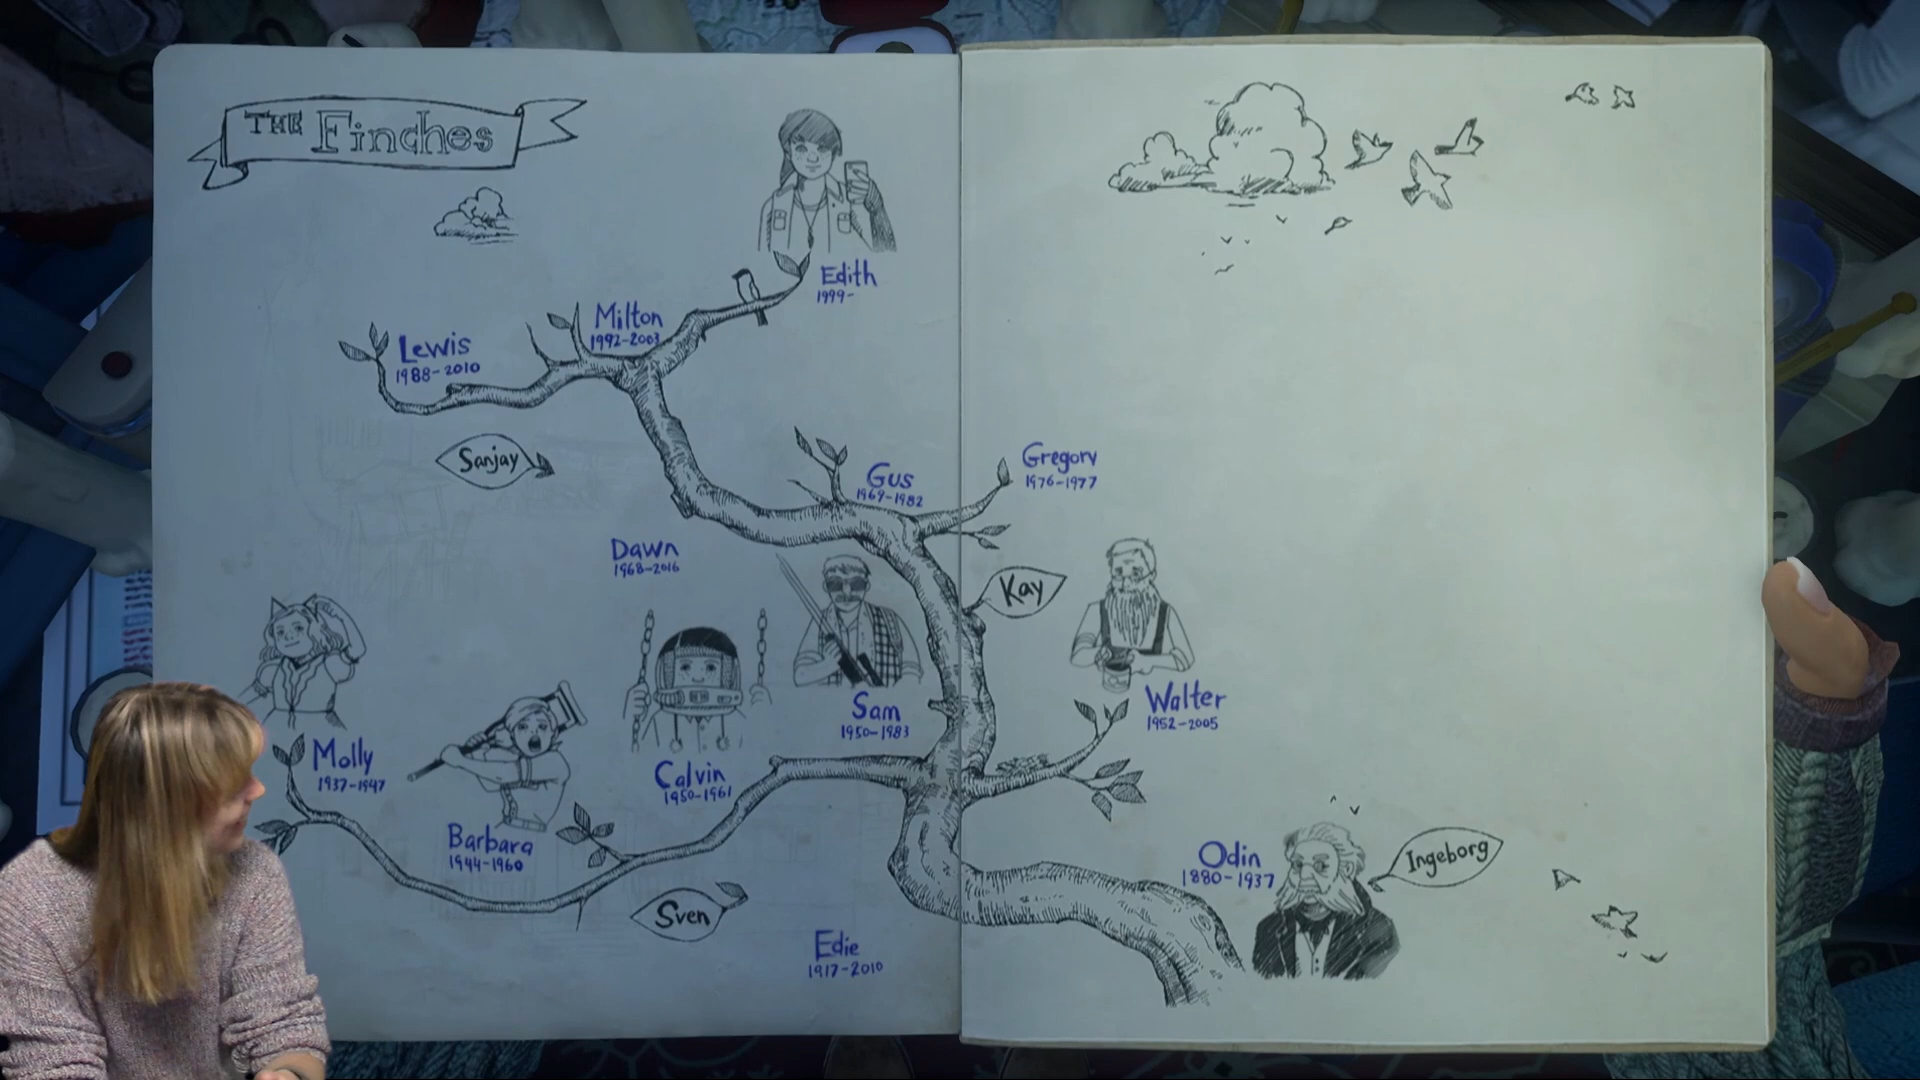 THE Finches
Edith
1999-
Milton
1992-2003
Lewis
1988-2010
Sanjay
Gus
1969-1982
Gregory
1976-1977
Dawn
1968-2016
Kay
Sam
1950-1983
Walter
1952-2005
Molly
1937-1947
Calvin
1950-1961
Barbara
1944-1960
Odin
1880-1937
Ingeborg
Sven
Edie
1917-2010